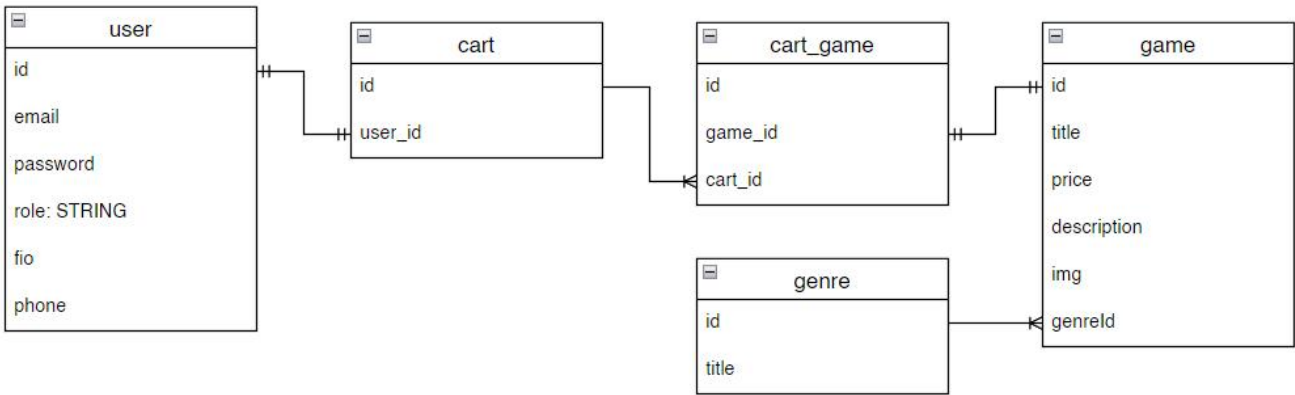 user
id
email
password
role: STRING
fio
phone
cart
id
user_id
cart_game
id
game_id
cart_id
game
id
title
price
description
img
genreId
genre
id
title